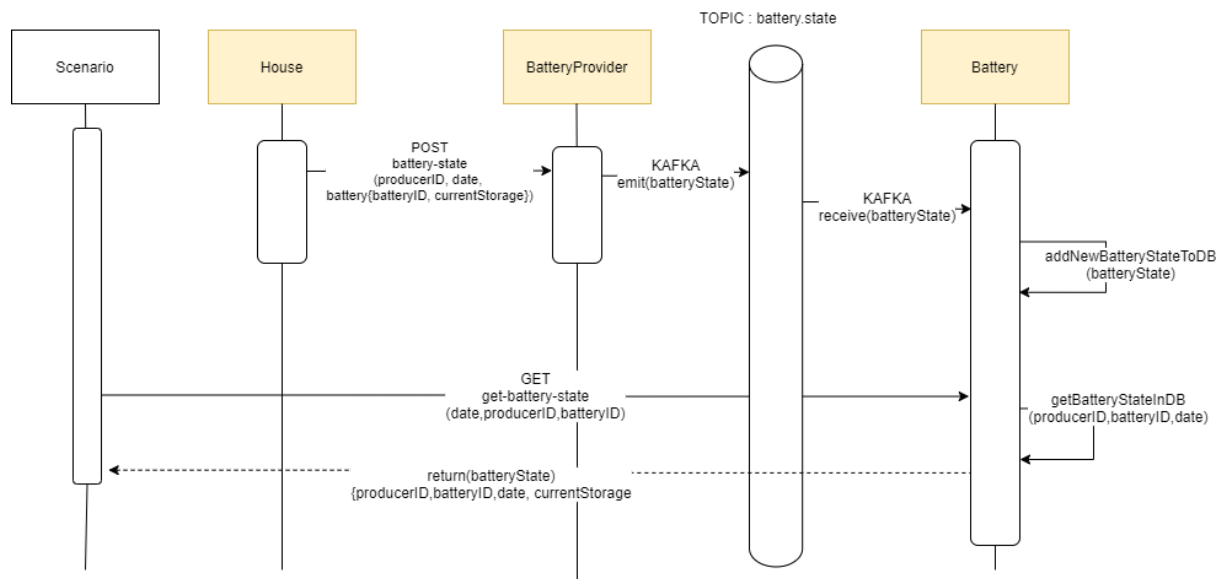 TOPIC : battery.state
Scenario
House
BatteryProvider
Battery
POST
battery-state
(producerID, date,
battery{batteryID, currentStorage})
KAFKA
emit(batteryState)
KAFKA
receive(batteryState)
addNewBatteryStateToDB
(batteryState)
GET
get-battery-state
(date,producerID,batteryID)
getBatteryStateInDB
(producerID,batteryID,date)
return(batteryState)
{producerID,batteryID,date, currentStorage